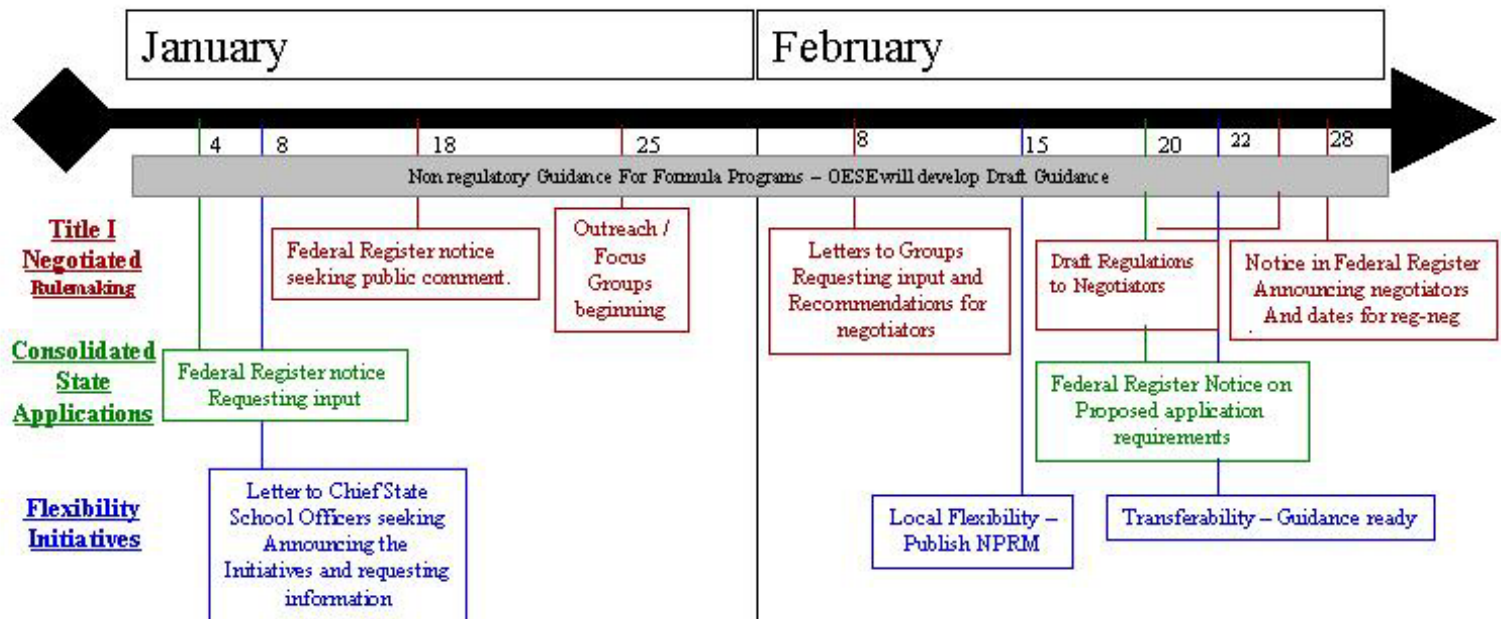 January
February
4
8
18
25
8
15
20
22
28
Non regulatory Guidance For Formula Programs – OESE will develop Draft Guidance
Title I
Negotiated
Rulemaking
Federal Register notice
seeking public comment.
Outreach /
Focus
Groups
beginning
Letters to Groups
Requesting input and
Recommendations for
negotiators
Draft Regulations
to Negotiators
Notice in Federal Register
Announcing negotiators
And dates for reg-neg
.
Consolidated
State
Applications
Federal Register notice
Requesting input
Federal Register Notice on
Proposed application
requirements
Flexibility
Initiatives
Letter to Chief State
School Officers seeking
Announcing the
Initiatives and requesting
information
Local Flexibility –
Publish NPRM
Transferability – Guidance ready